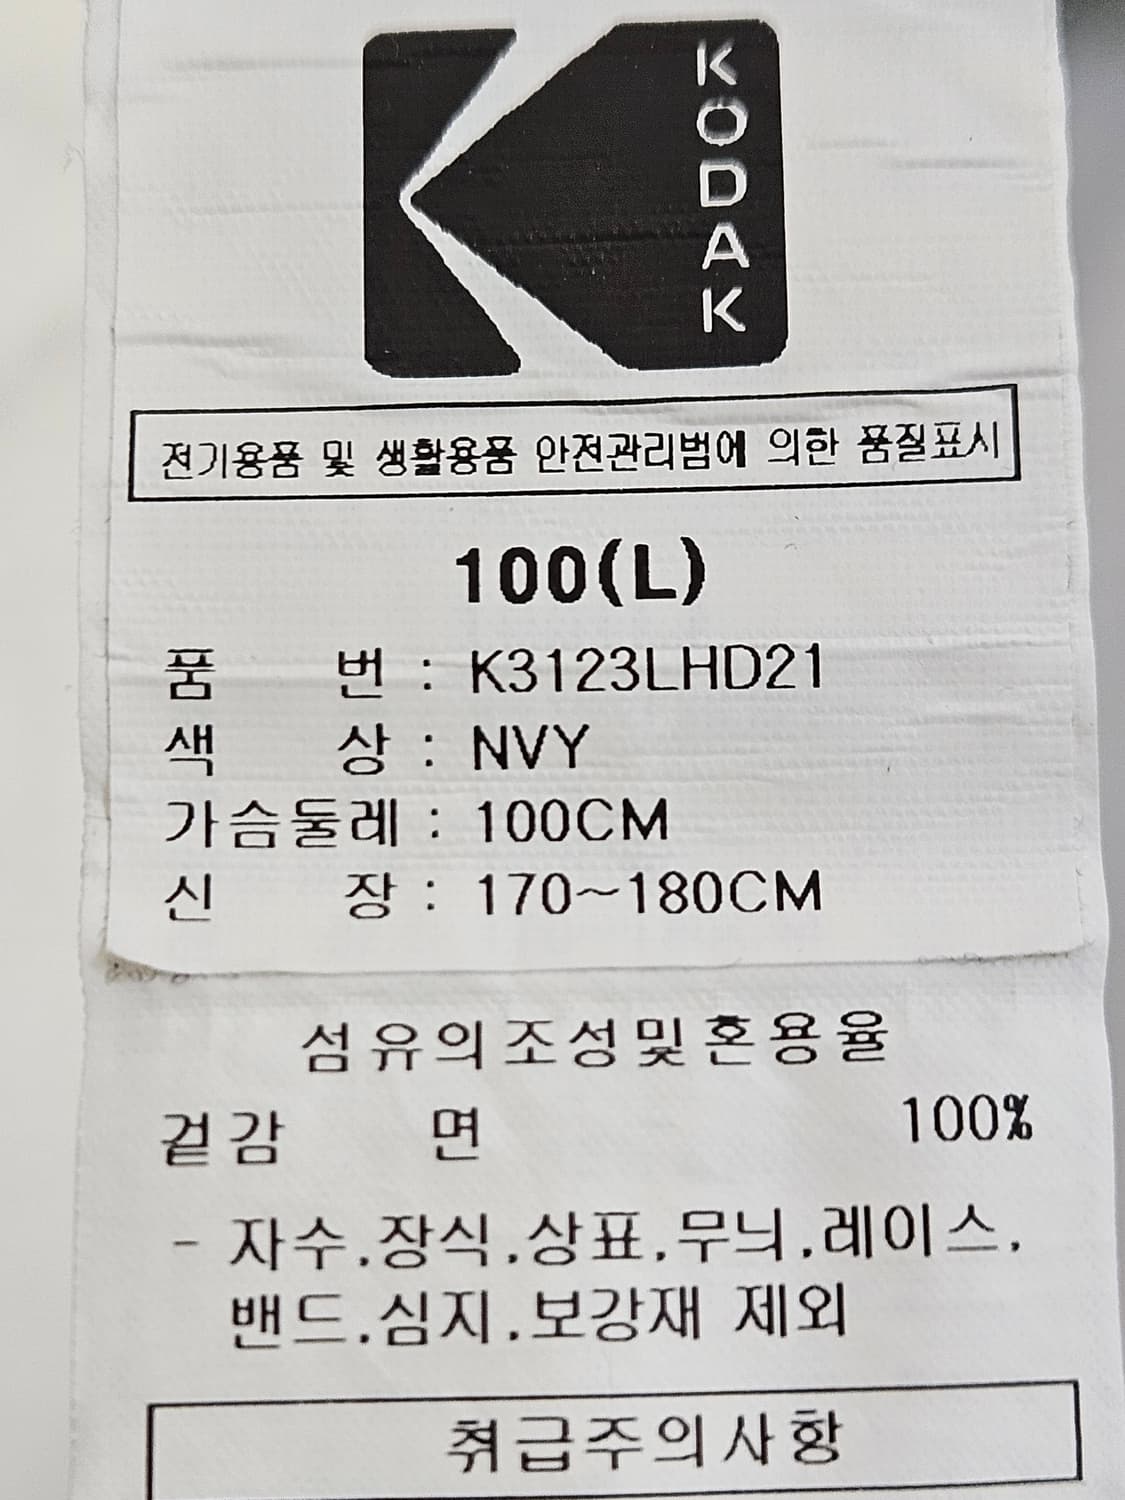 KODAK
전기용품 및 생활용품 안전관리법에 의한 품질표시
100(L)
품 번 : K3123LHD21
색 상 : NVY
가슴둘레 : 100CM
신 장 : 170~180CM
섬유의조성및혼용율
겉감 면 100%
- 자수.장식.상표.무늬.레이스.
밴드.심지.보강재 제외
취급주의사항